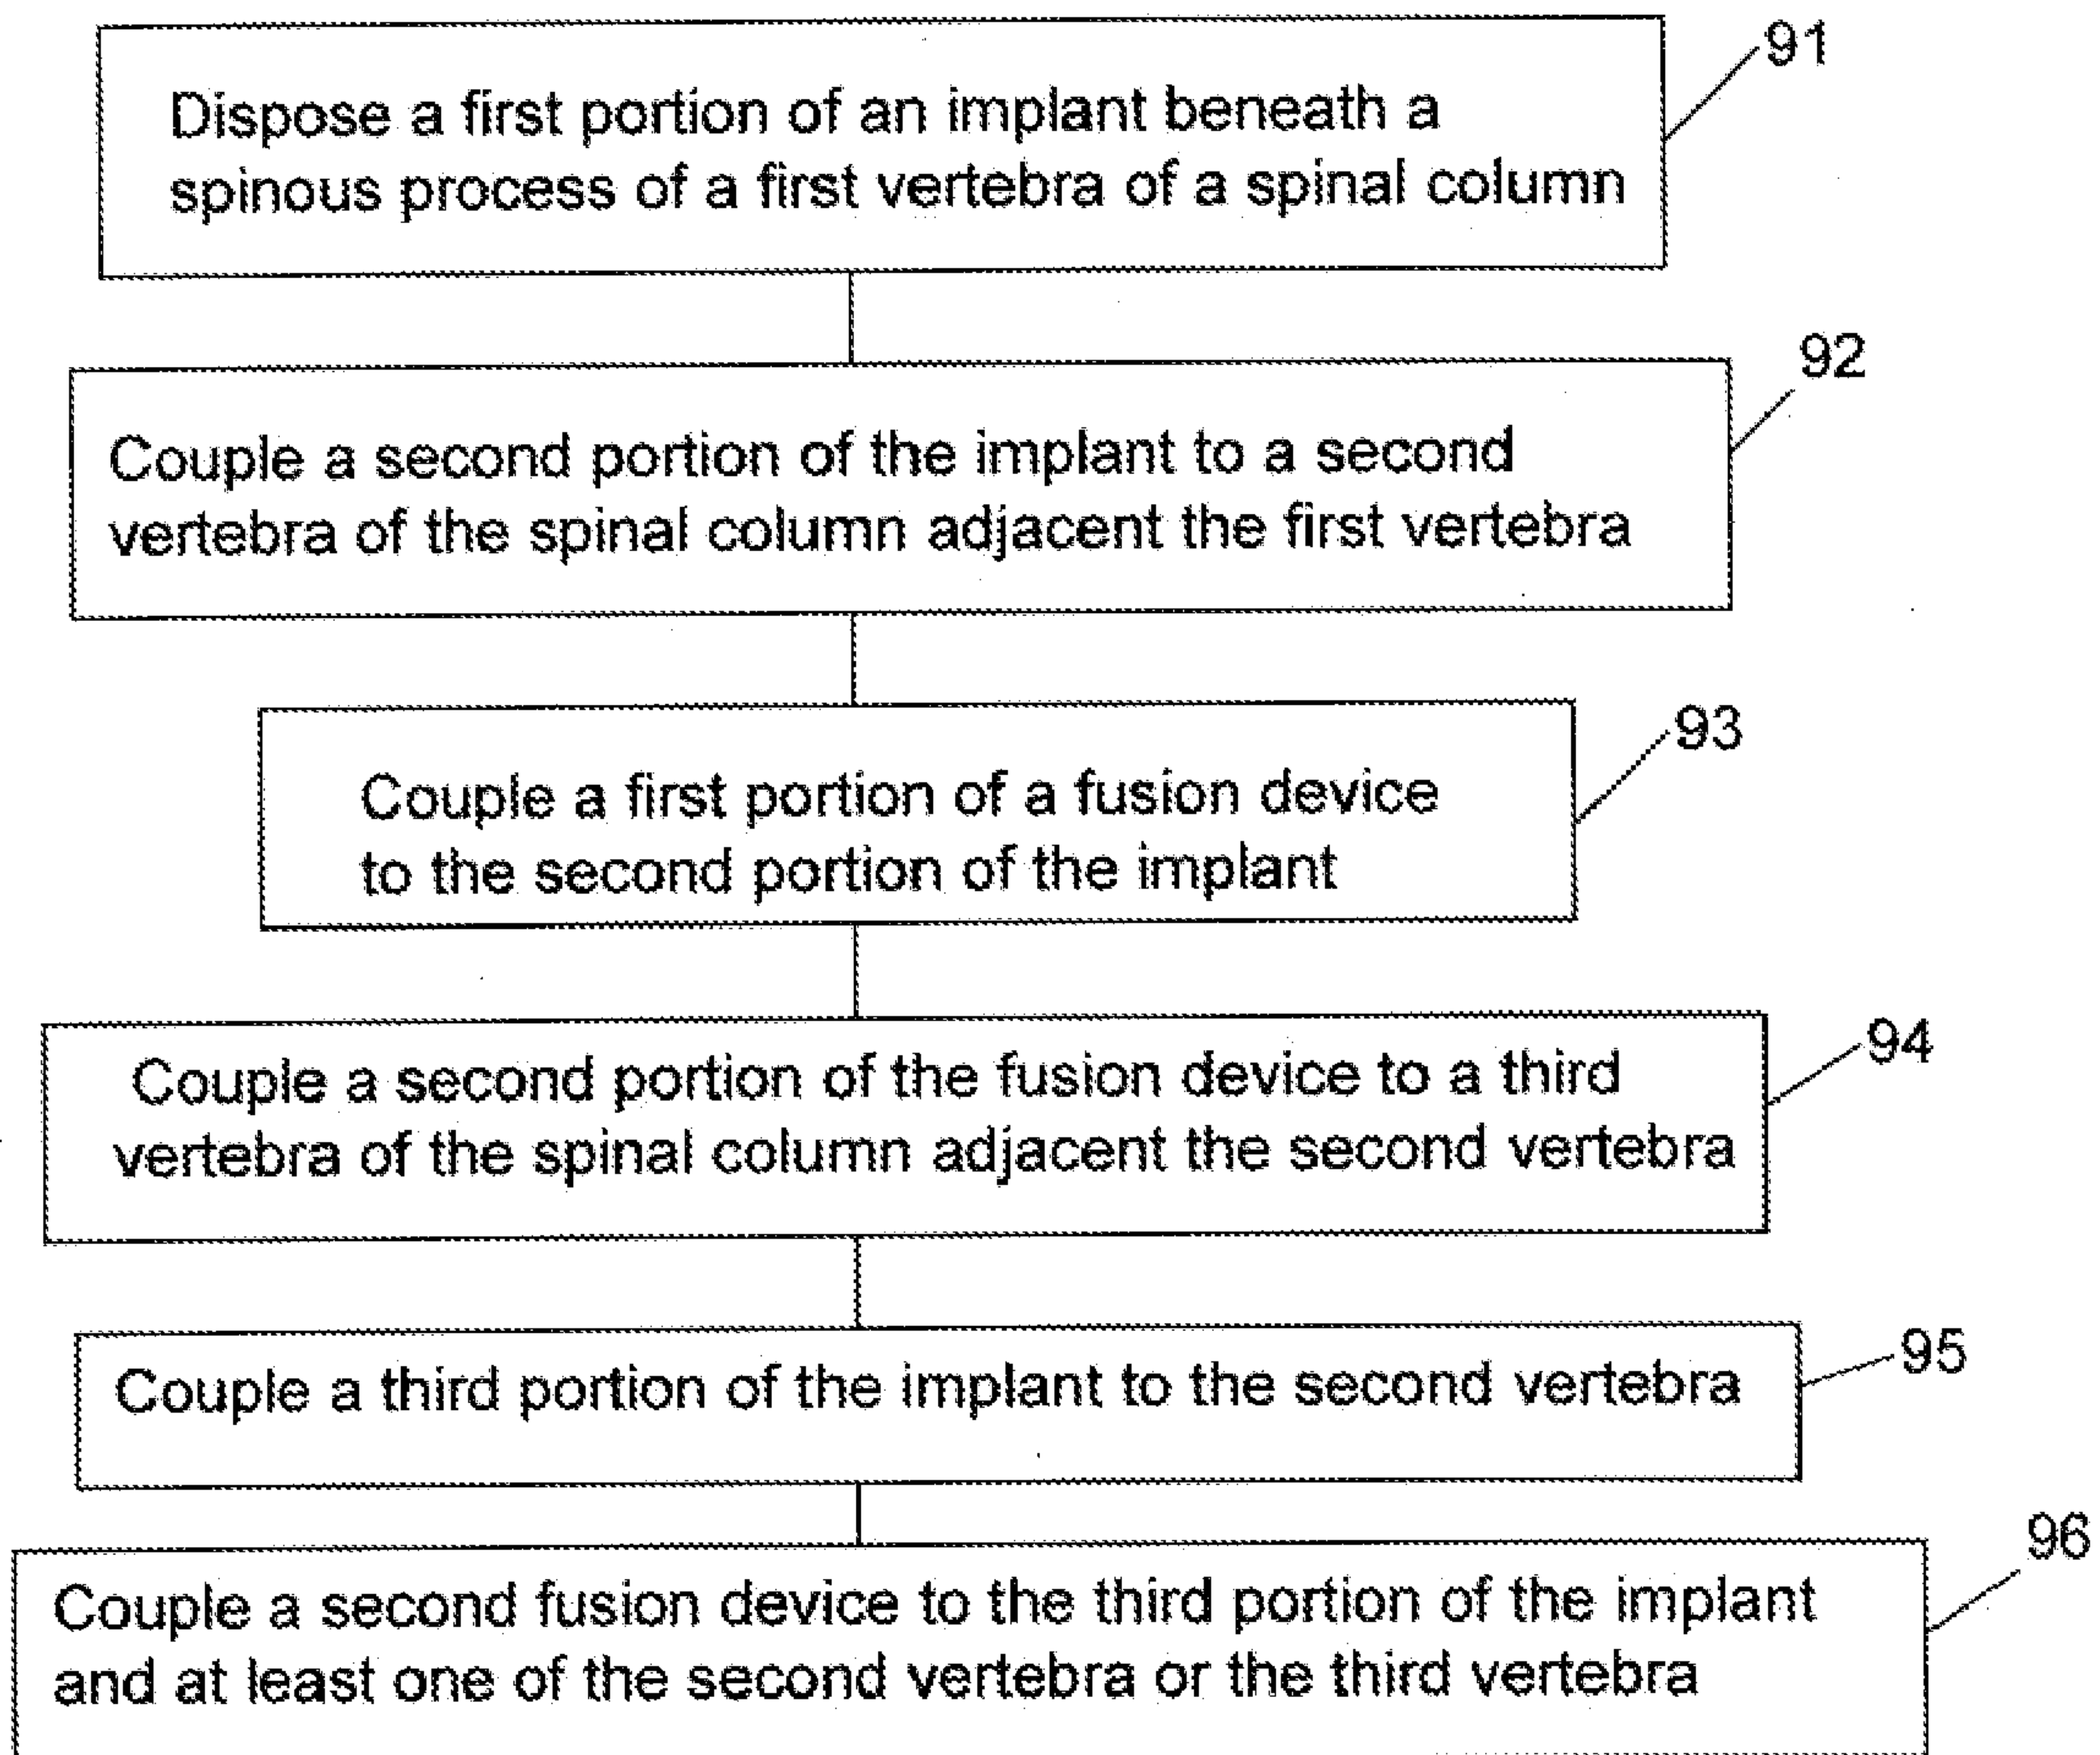 91
Dispose a first portion of an implant beneath a
spinous process of a first vertebra of a spinal column
92
Couple a second portion of the implant to a second
vertebra of the spinal column adjacent the first vertebra
93
Couple a first portion of a fusion device
to the second portion of the implant
94
Couple a second portion of the fusion device to a third
vertebra of the spinal column adjacent the second vertebra
95
Couple a third portion of the implant to the second vertebra
96
Couple a second fusion device to the third portion of the implant
and at least one of the second vertebra or the third vertebra